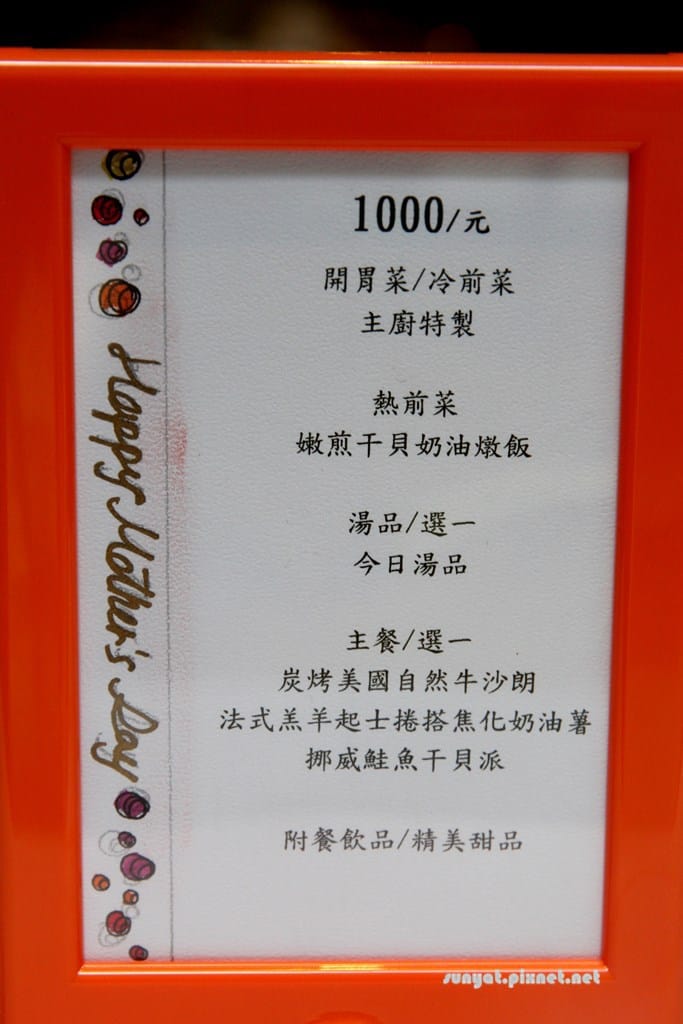 1000/元
開胃菜/冷前菜
主廚特製
熱前菜
嫩煎干貝奶油燉飯
湯品/選一
今日湯品
主餐/選一
炭烤美國自然牛沙朗
法式羔羊起士捲搭焦化奶油薯
挪威鮭魚干貝派
附餐飲品/精美甜品
Happy Mother's Day
sunyat.pixnet.net